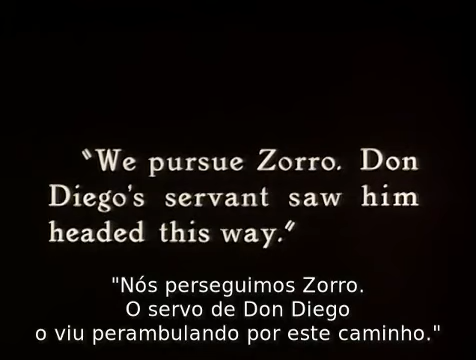 "We pursue Zorro. Don
Diego's servant saw him
headed this way."
"Nós perseguimos Zorro.
O servo de Don Diego
o viu perambulando por este caminho."